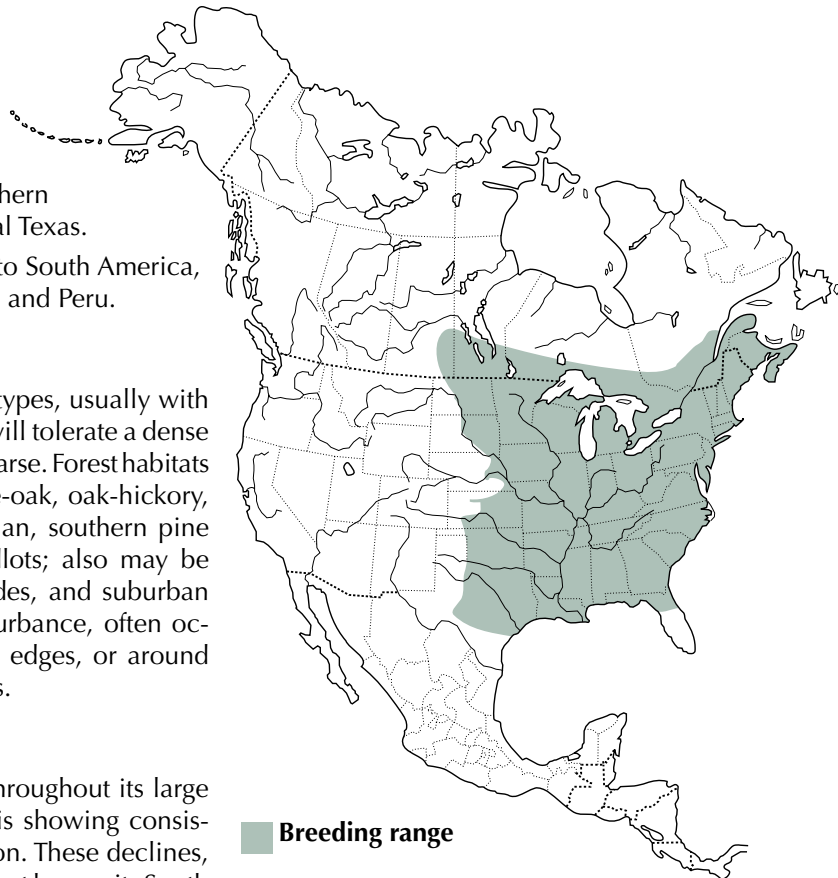 hern
al Texas.
to South America,
and Peru.
types, usually with
will tolerate a dense
arse. Forest habitats
e-oak, oak-hickory,
an, southern pine
llots; also may be
des, and suburban
urbance, often oc-
edges, or around
s.
hroughout its large
is showing consis-
on. These declines,
Breeding range